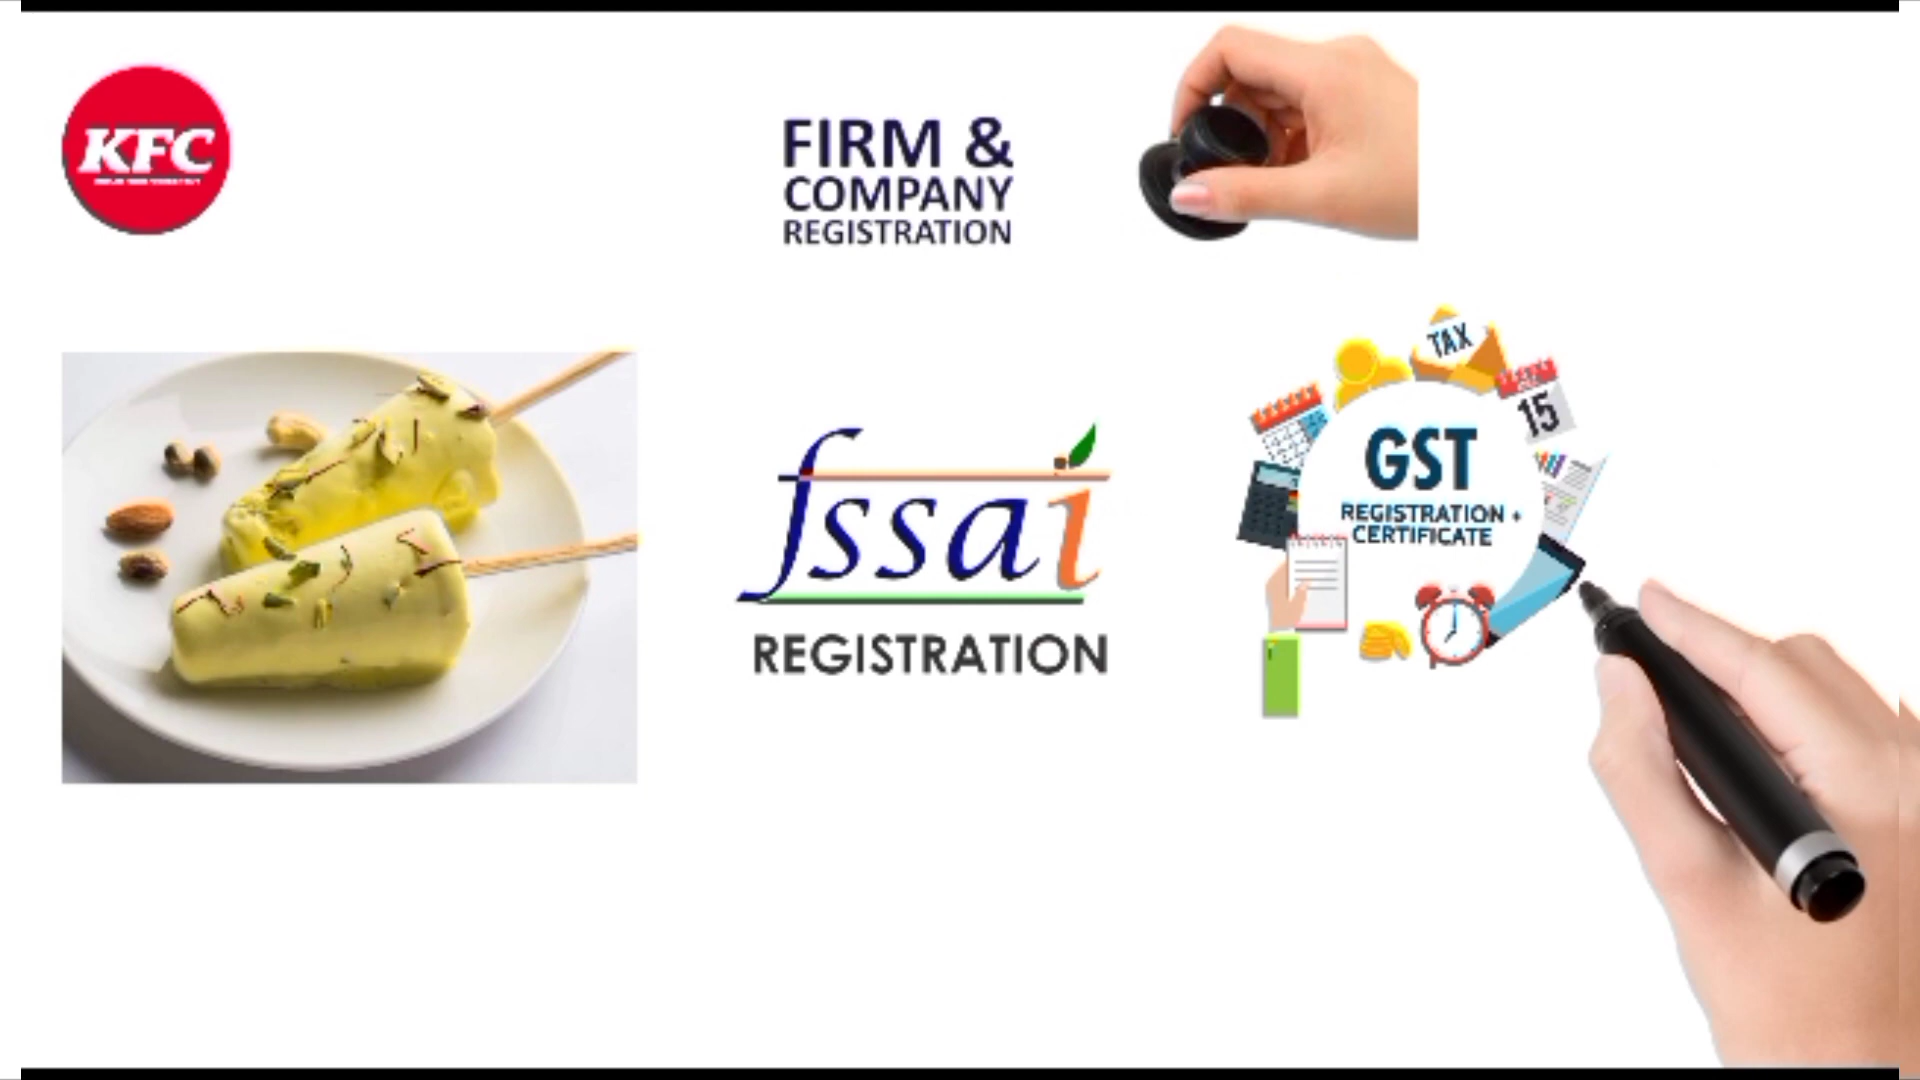 KFC
FIRM &
COMPANY
REGISTRATION
fssai
REGISTRATION
TAX
15
GST
REGISTRATION +
CERTIFICATE